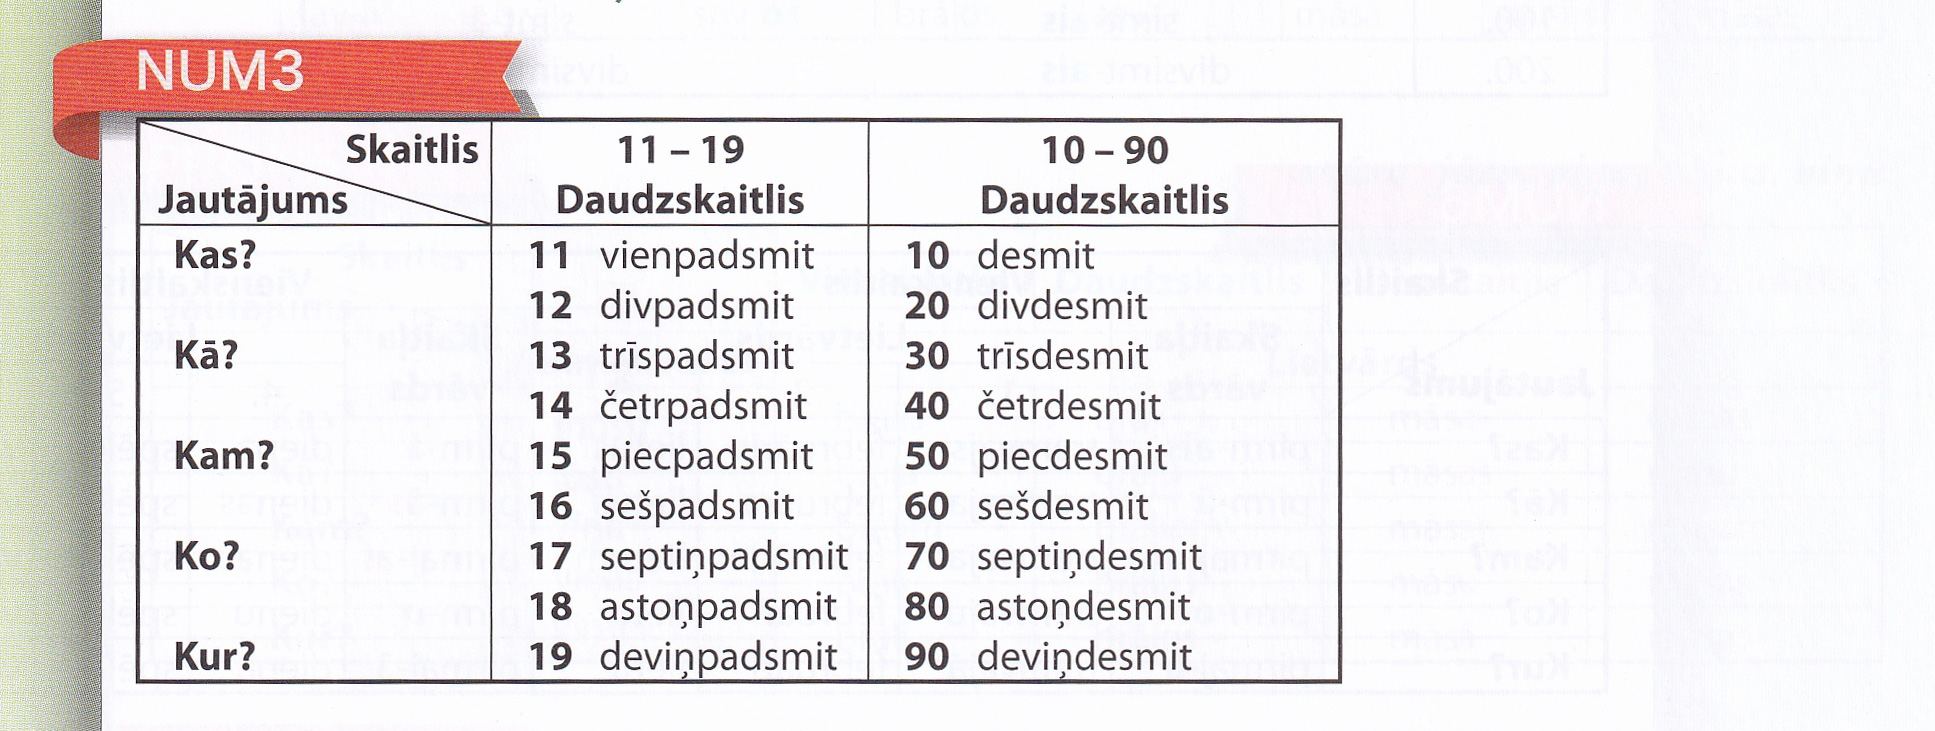 NUM3
Skaitlis 11 – 19 10 – 90
Jautājums Daudzskaitlis Daudzskaitlis
Kas? 11 vienpadsmit 10 desmit
12 divpadsmit 20 divdesmit
Kā? 13 trīspadsmit 30 trīsdesmit
14 četrpadsmit 40 četrdesmit
Kam? 15 piecpadsmit 50 piecdesmit
16 sešpadsmit 60 sešdesmit
Ko? 17 septiņpadsmit 70 septiņdesmit
18 astoņpadsmit 80 astoņdesmit
Kur? 19 deviņpadsmit 90 deviņdesmit